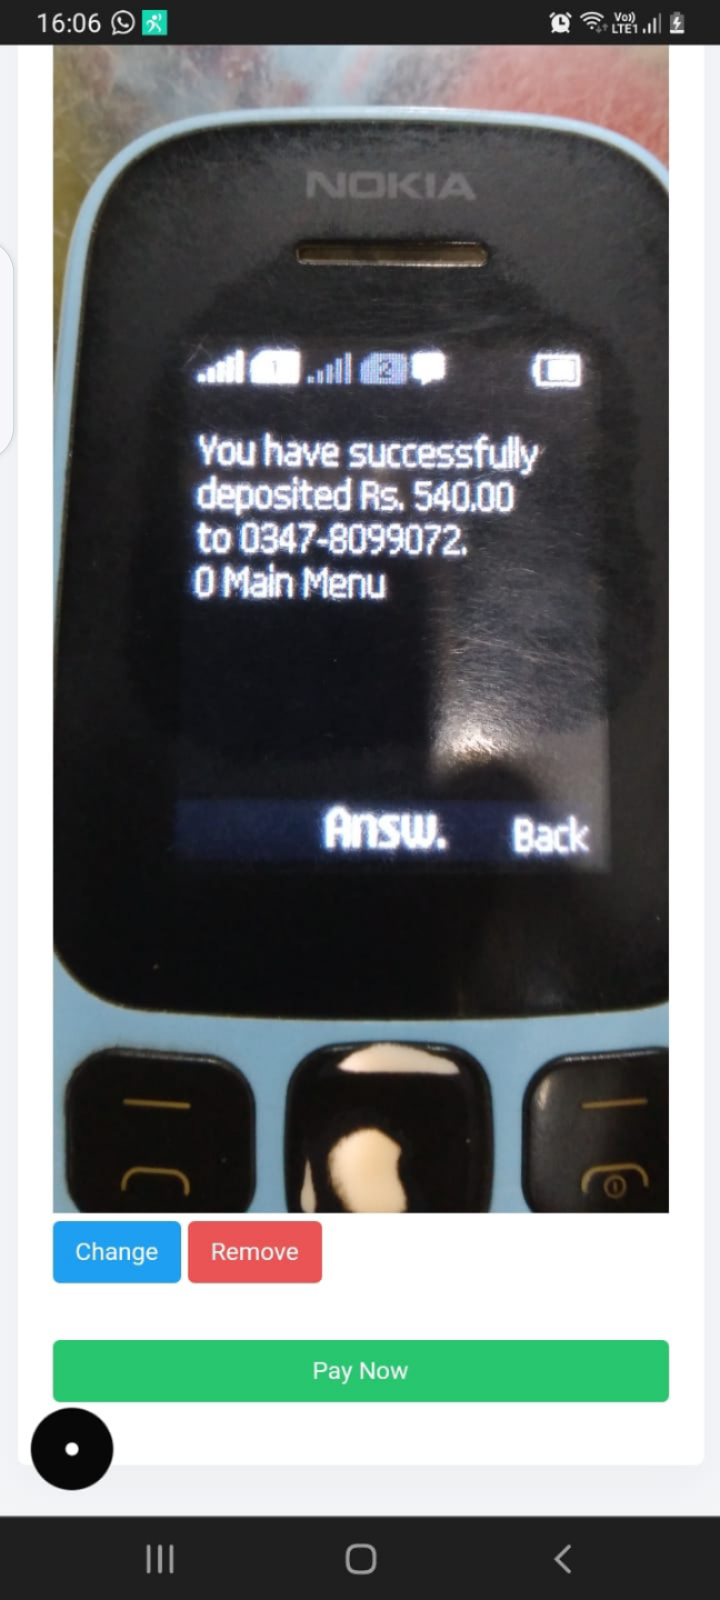 16:06
Vo))
LTE1
NOKIA
1
2
You have successfully
deposited Rs. 540.00
to 0347-8099072.
0 Main Menu
Answ.
Back
Change
Remove
Pay Now